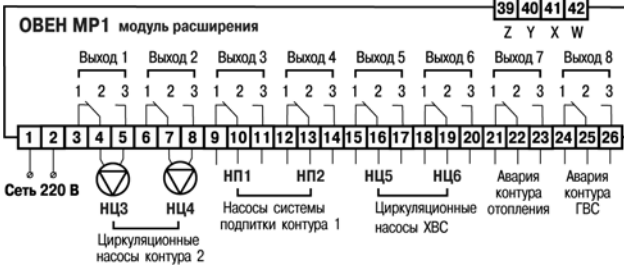 39 40 41 42
ОВЕН МР1 модуль расширения
Z Y X W
Выход 1 Выход 2 Выход 3 Выход 4 Выход 5 Выход 6 Выход 7 Выход 8
1 2 3 1 2 3 1 2 3 1 2 3 1 2 3 1 2 3 1 2 3 1 2 3
1 2 3 4 5 6 7 8 9 10 11 12 13 14 15 16 17 18 19 20 21 22 23 24 25 26
Сеть 220 В
НЦ3 НЦ4
Циркуляционные
насосы контура 2
НП1 НП2
Насосы системы
подпитки контура 1
НЦ5 НЦ6
Циркуляционные
насосы ХВС
Авария
контура
отопления
Авария
контура
ГВС